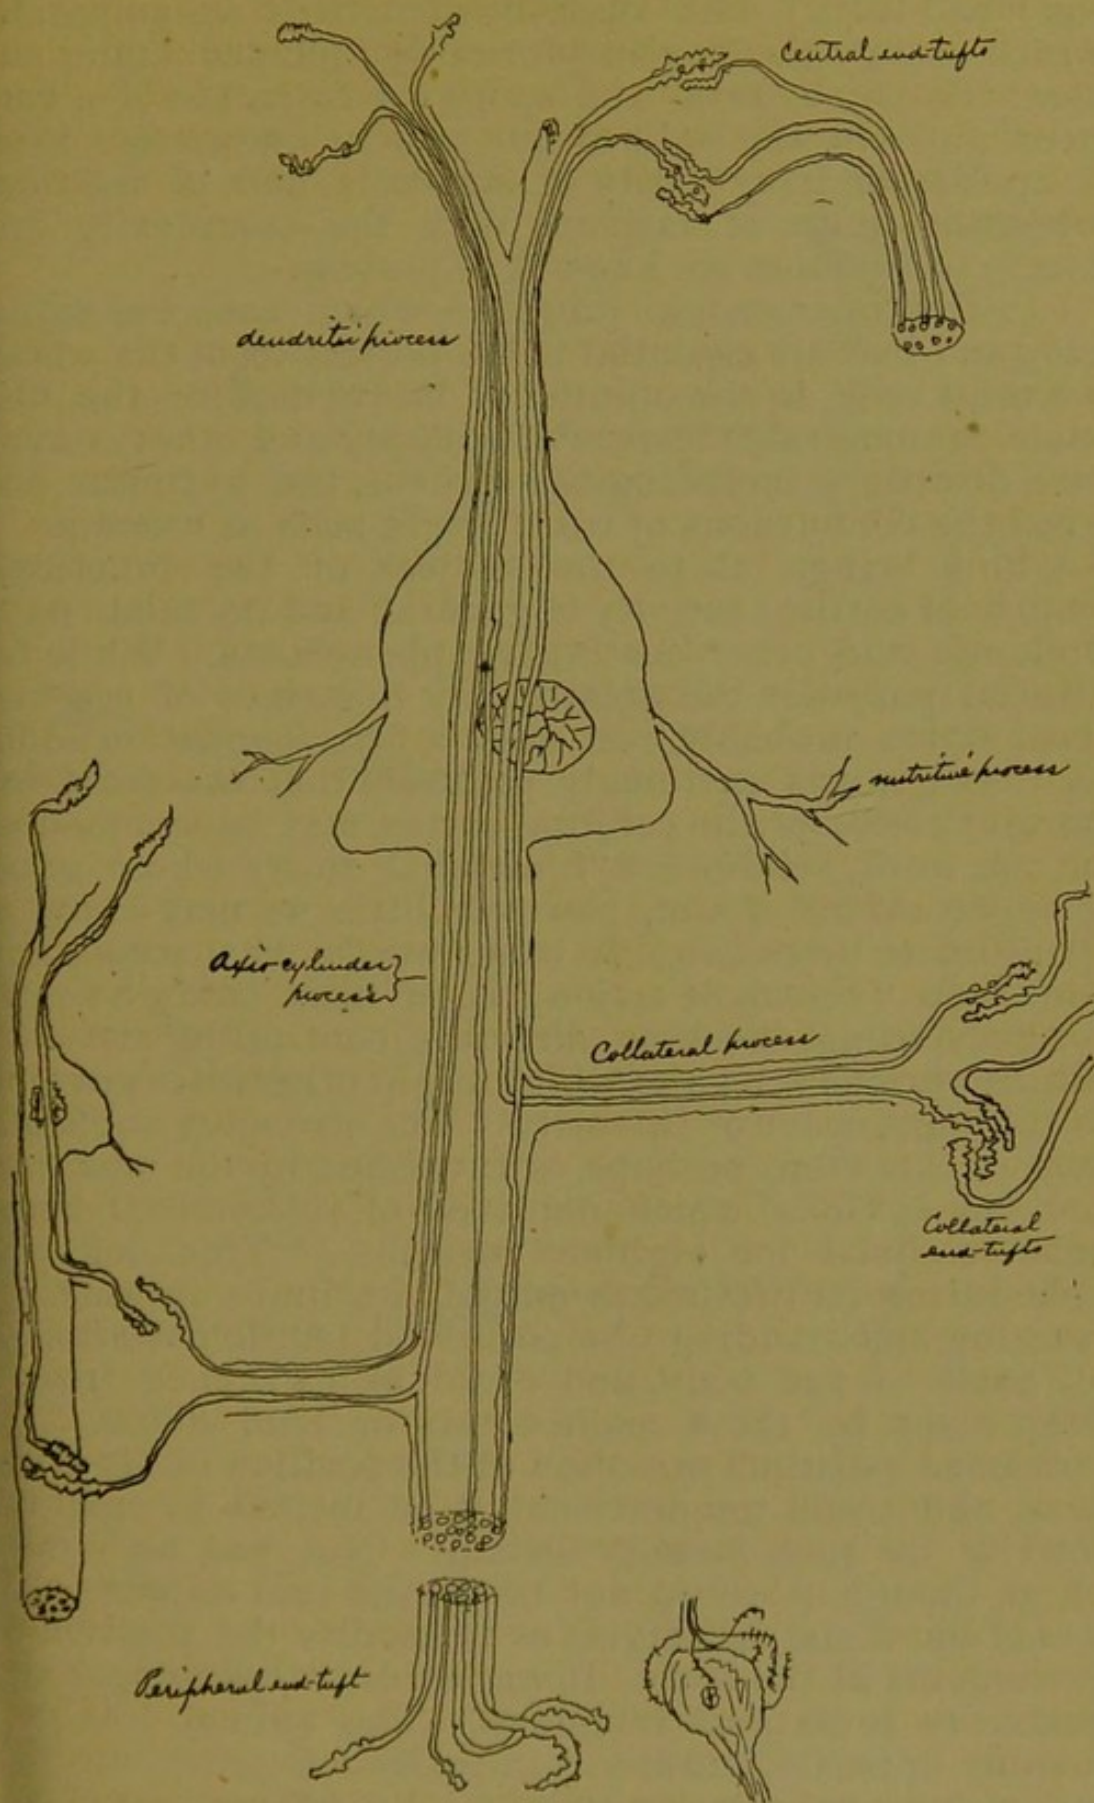 Central end-tufts
dendritic process
nutritive process
Axis-cylinder
process
Collateral process
Collateral
end-tufts
Peripheral end-tuft